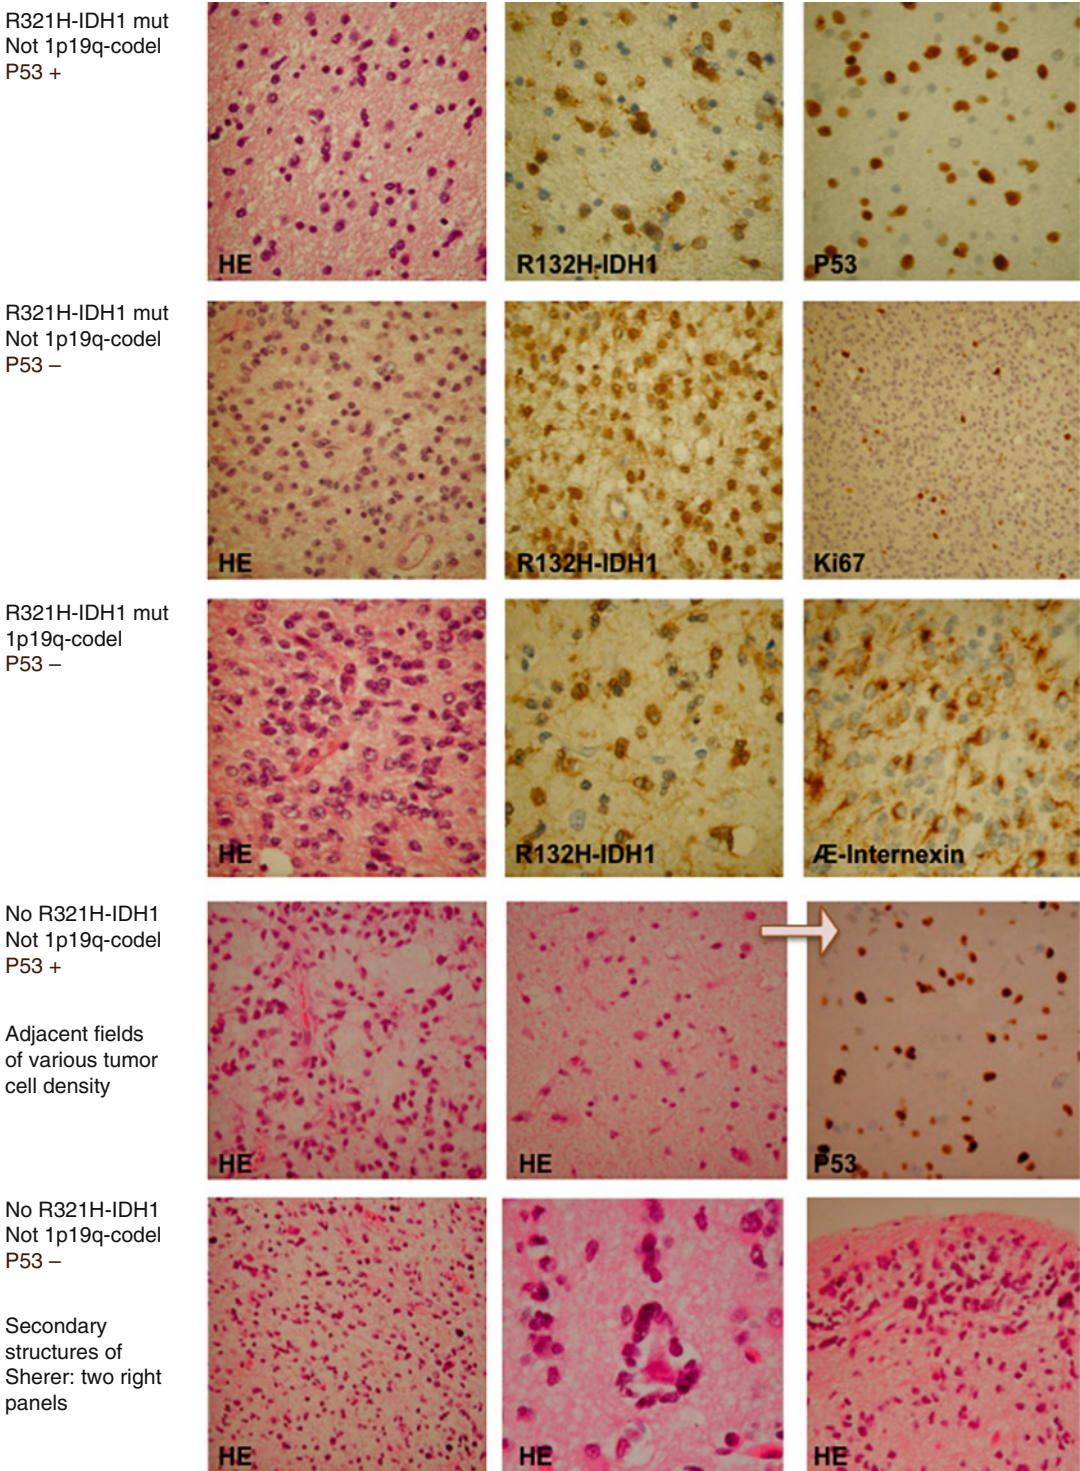 R321H-IDH1 mut
Not 1p19q-codel
P53 +
HE
R132H-IDH1
P53
R321H-IDH1 mut
Not 1p19q-codel
P53 –
HE
R132H-IDH1
Ki67
R321H-IDH1 mut
1p19q-codel
P53 –
HE
R132H-IDH1
Æ-Internexin
No R321H-IDH1
Not 1p19q-codel
P53 +
Adjacent fields
of various tumor
cell density
HE
HE
P53
No R321H-IDH1
Not 1p19q-codel
P53 –
Secondary
structures of
Sherer: two right
panels
HE
HE
HE